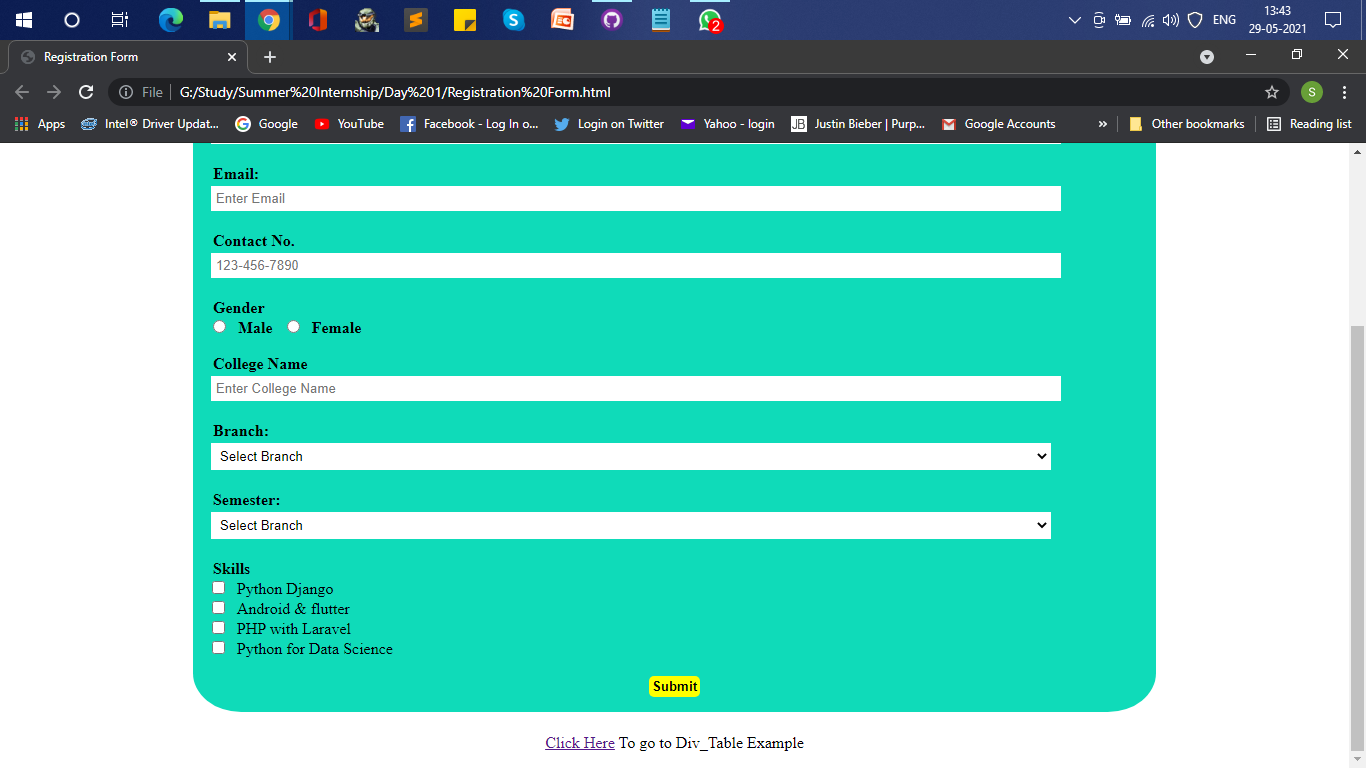 ENG
13:43
29-05-2021
2
Registration Form
File
G:/Study/Summer%20Internship/Day%201/Registration%20Form.html
S
Apps
Intel® Driver Updat...
Google
YouTube
Facebook - Log In o...
Login on Twitter
Yahoo - login
JB
Justin Bieber | Purp...
Google Accounts
»
Other bookmarks
Reading list
Email:
Enter Email
Contact No.
123-456-7890
Gender
Male Female
College Name
Enter College Name
Branch:
Select Branch
Semester:
Select Branch
Skills
Python Django
Android & flutter
PHP with Laravel
Python for Data Science
Submit
Click Here To go to Div_Table Example